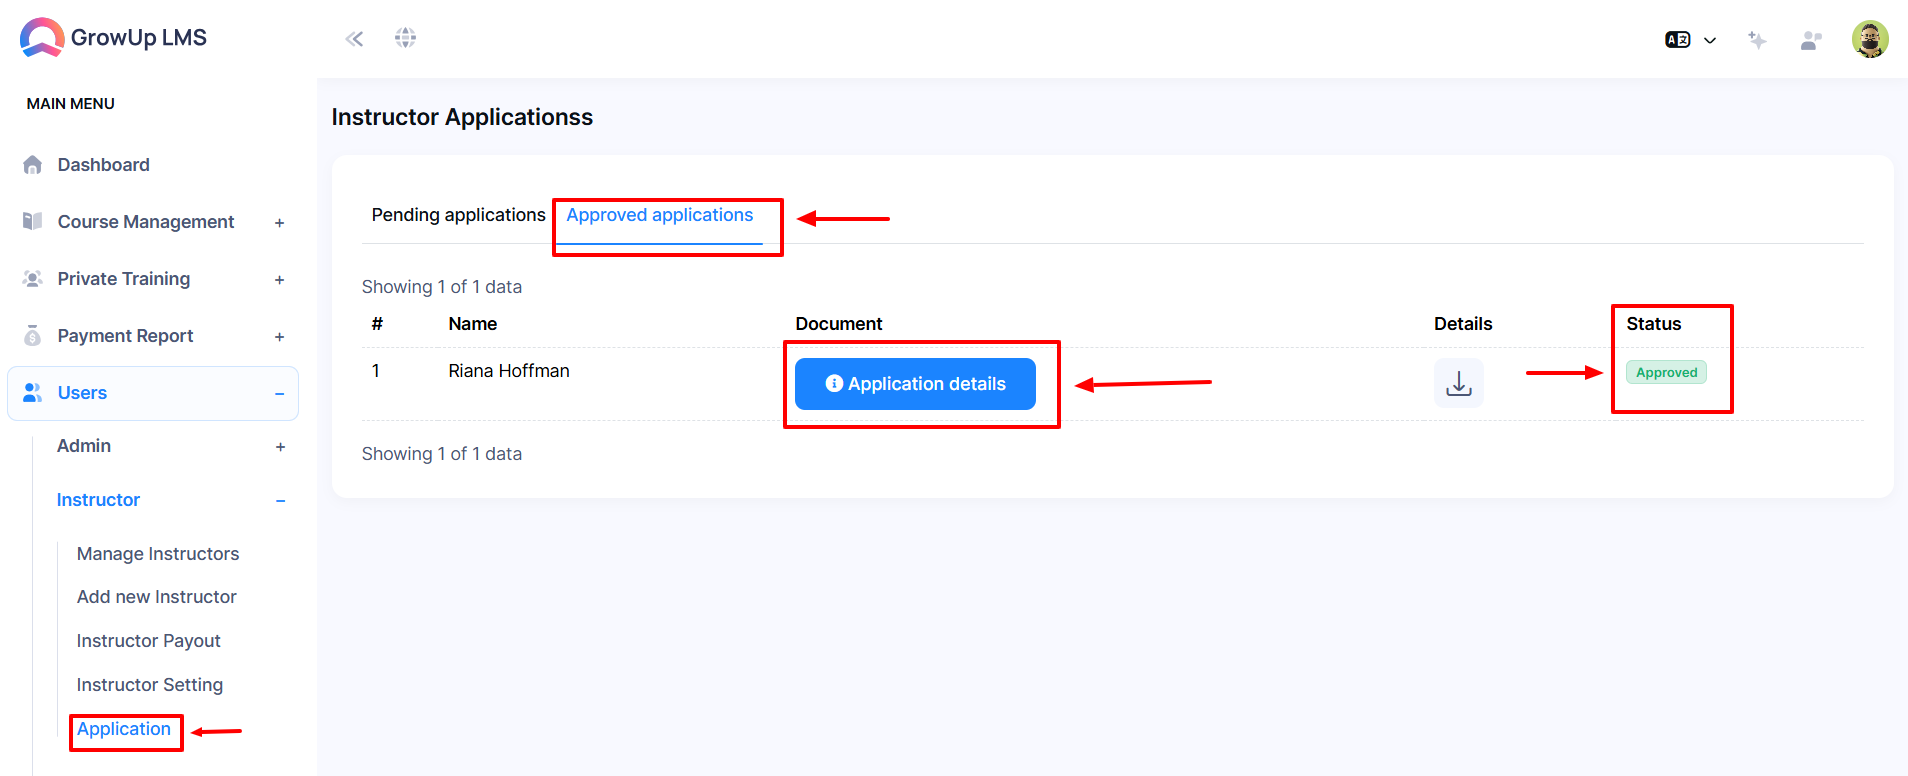 GrowUp LMS
A
MAIN MENU
Dashboard
Course Management +
Private Training +
Payment Report +
Users −
Admin +
Instructor −
Manage Instructors
Add new Instructor
Instructor Payout
Instructor Setting
Application
Instructor Applicationss
Pending applications Approved applications
Showing 1 of 1 data
# Name Document Details Status
1 Riana Hoffman Application details Approved
Showing 1 of 1 data